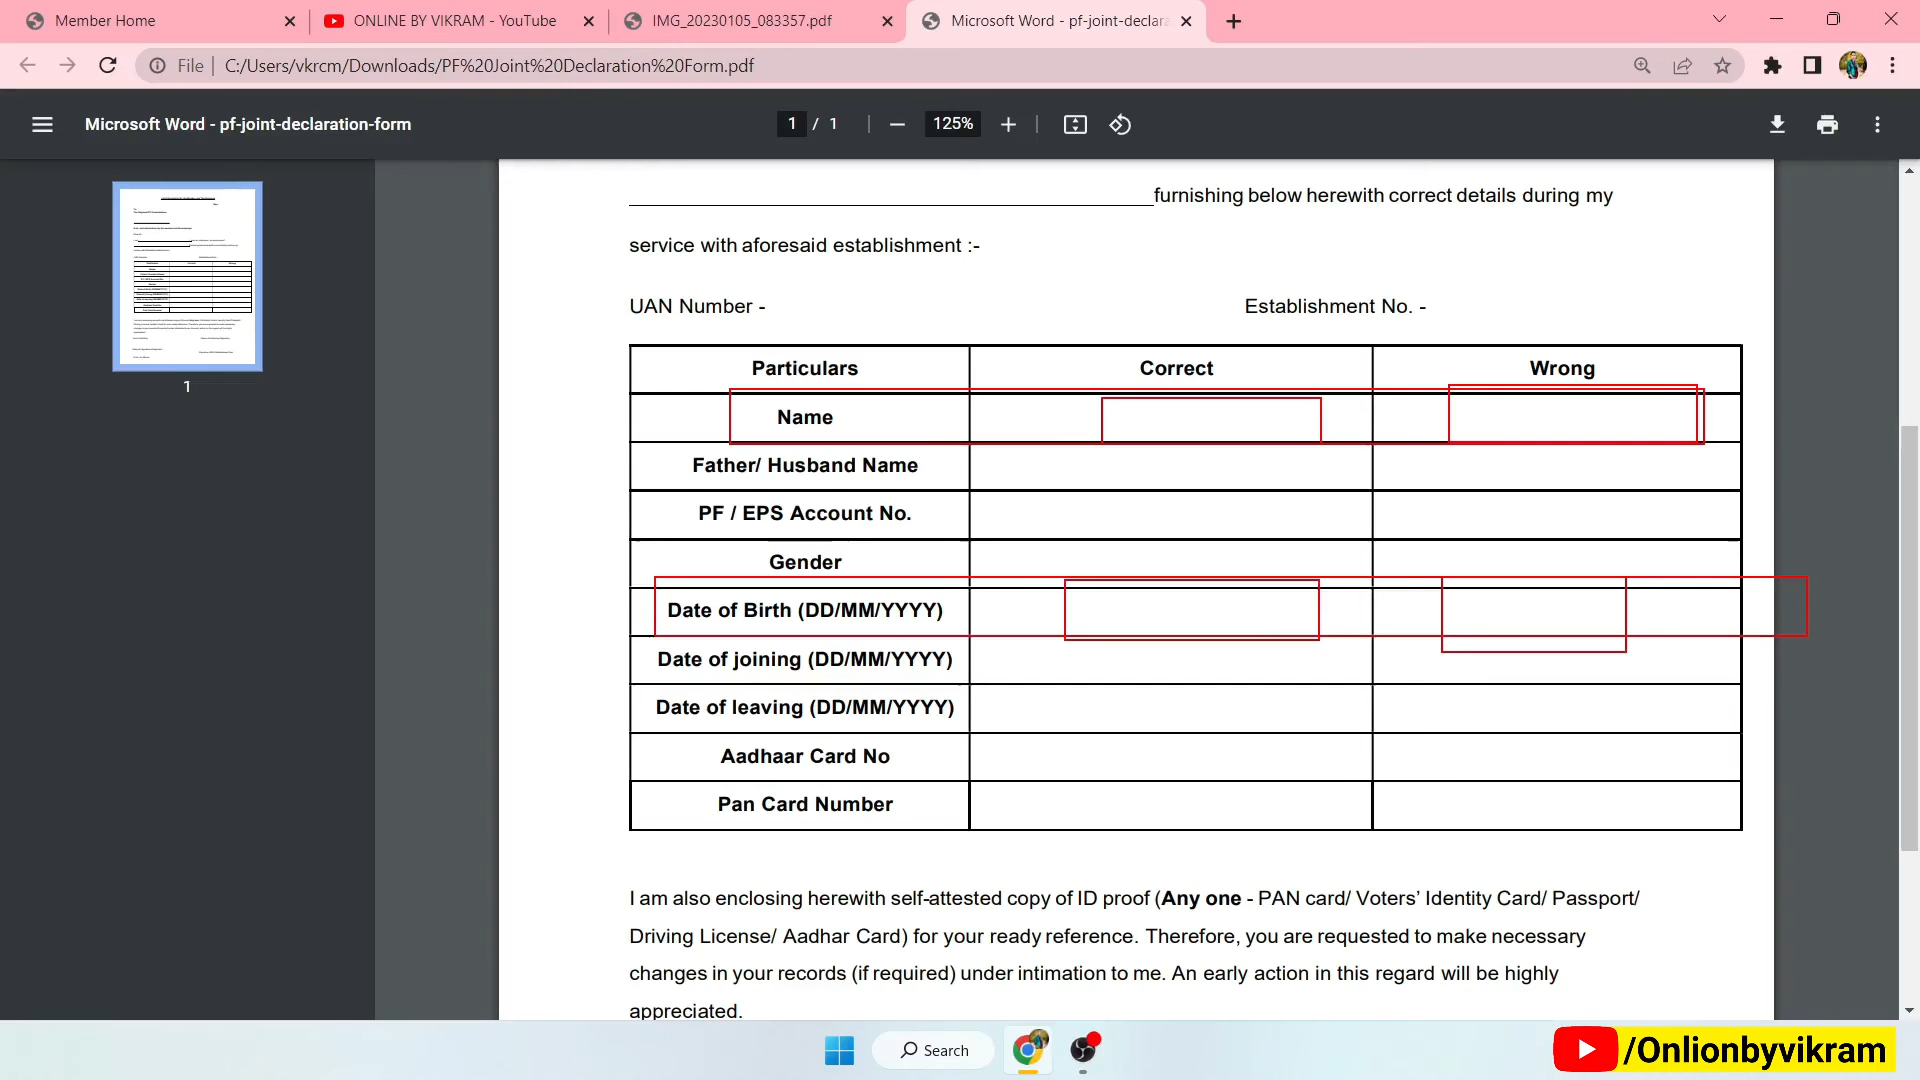 Member Home
ONLINE BY VIKRAM - YouTube
IMG_20230105_083357.pdf
Microsoft Word - pf-joint-declara
File
C:/Users/vkrcm/Downloads/PF%20Joint%20Declaration%20Form.pdf
Microsoft Word - pf-joint-declaration-form
1 / 1
125%
1
furnishing below herewith correct details during my
service with aforesaid establishment :-
UAN Number -
Establishment No. -
Particulars Correct Wrong
Name
Father/ Husband Name
PF / EPS Account No.
Gender
Date of Birth (DD/MM/YYYY)
Date of joining (DD/MM/YYYY)
Date of leaving (DD/MM/YYYY)
Aadhaar Card No
Pan Card Number
I am also enclosing herewith self-attested copy of ID proof (Any one - PAN card/ Voters’ Identity Card/ Passport/
Driving License/ Aadhar Card) for your ready reference. Therefore, you are requested to make necessary
changes in your records (if required) under intimation to me. An early action in this regard will be highly
appreciated.
Search
/Onlionbyvikram